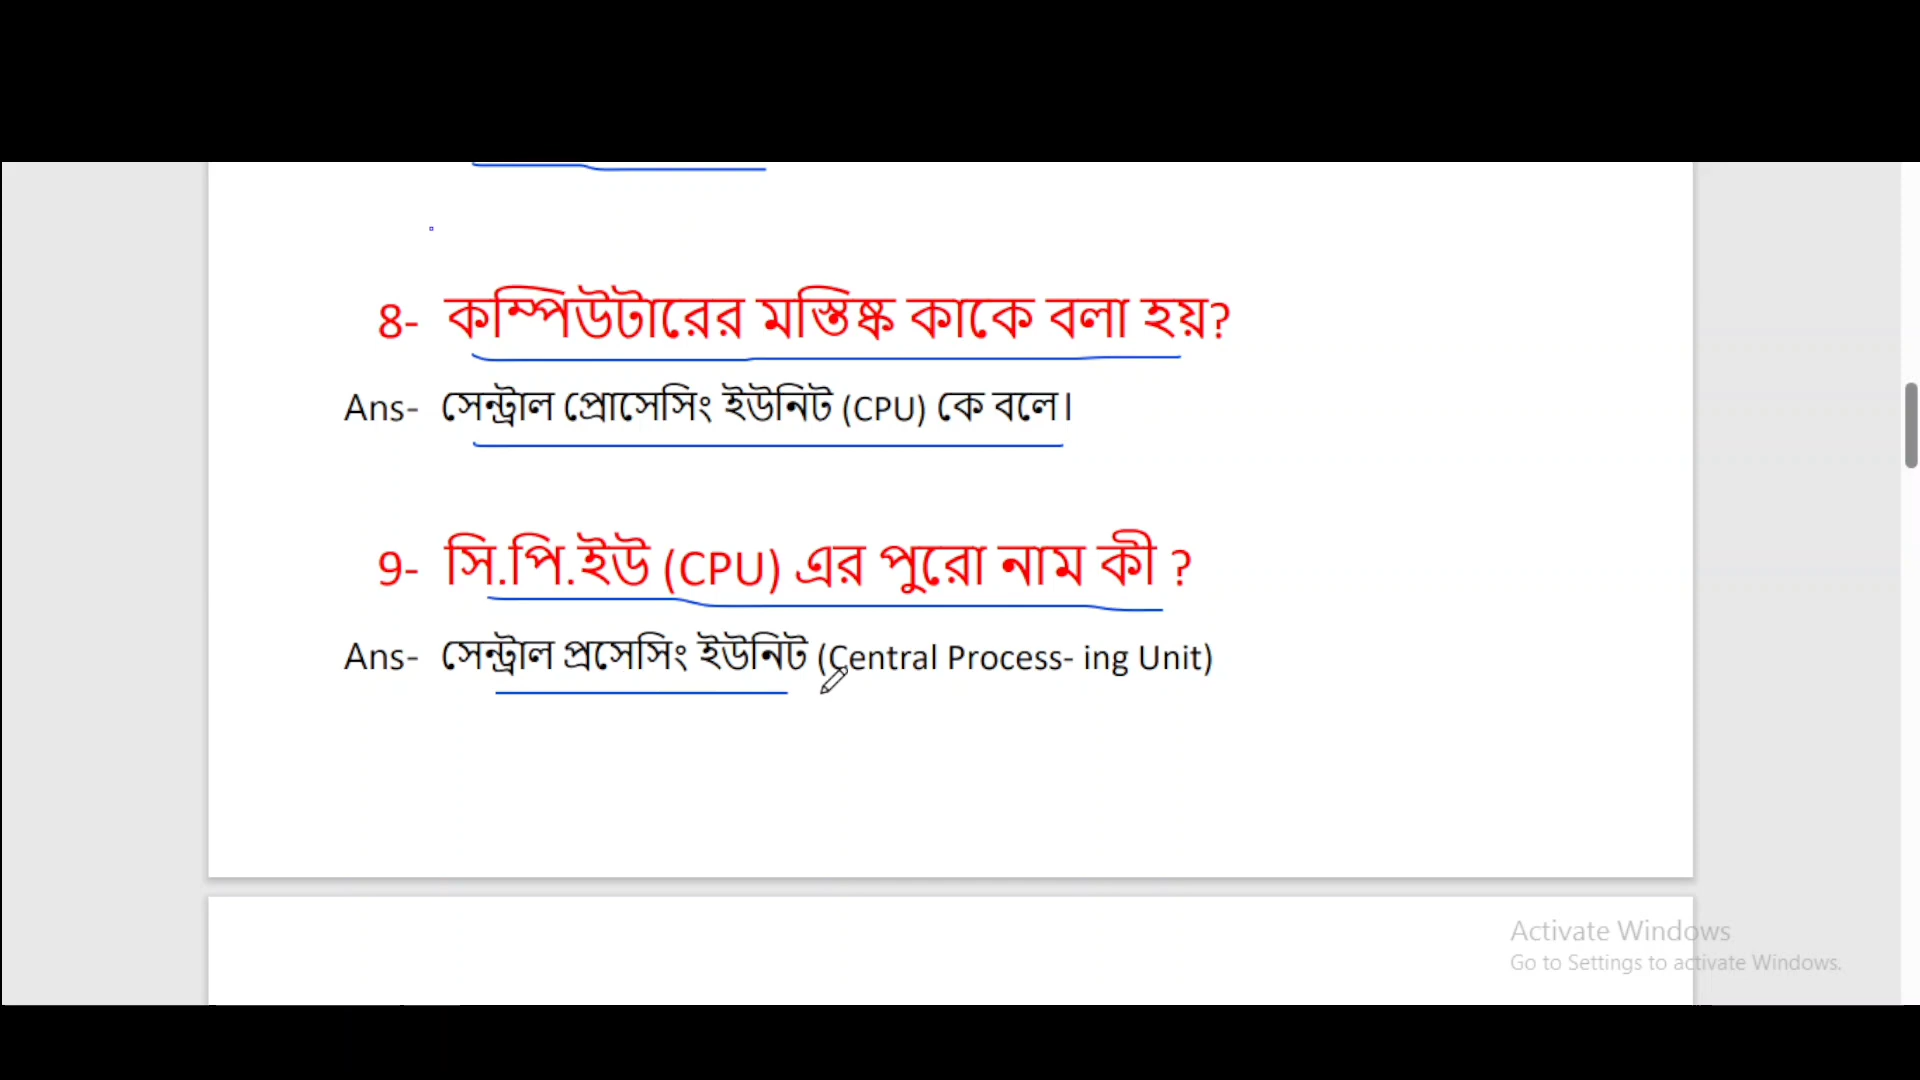 8- কম্পিউটারের মস্তিষ্ক কাকে বলা হয়?
Ans- সেন্ট্রাল প্রোসেসিং ইউনিট (CPU) কে বলে।
9- সি.পি.ইউ (CPU) এর পুরো নাম কী ?
Ans- সেন্ট্রাল প্রসেসিং ইউনিট (Central Process- ing Unit)
Activate Windows
Go to Settings to activate Windows.